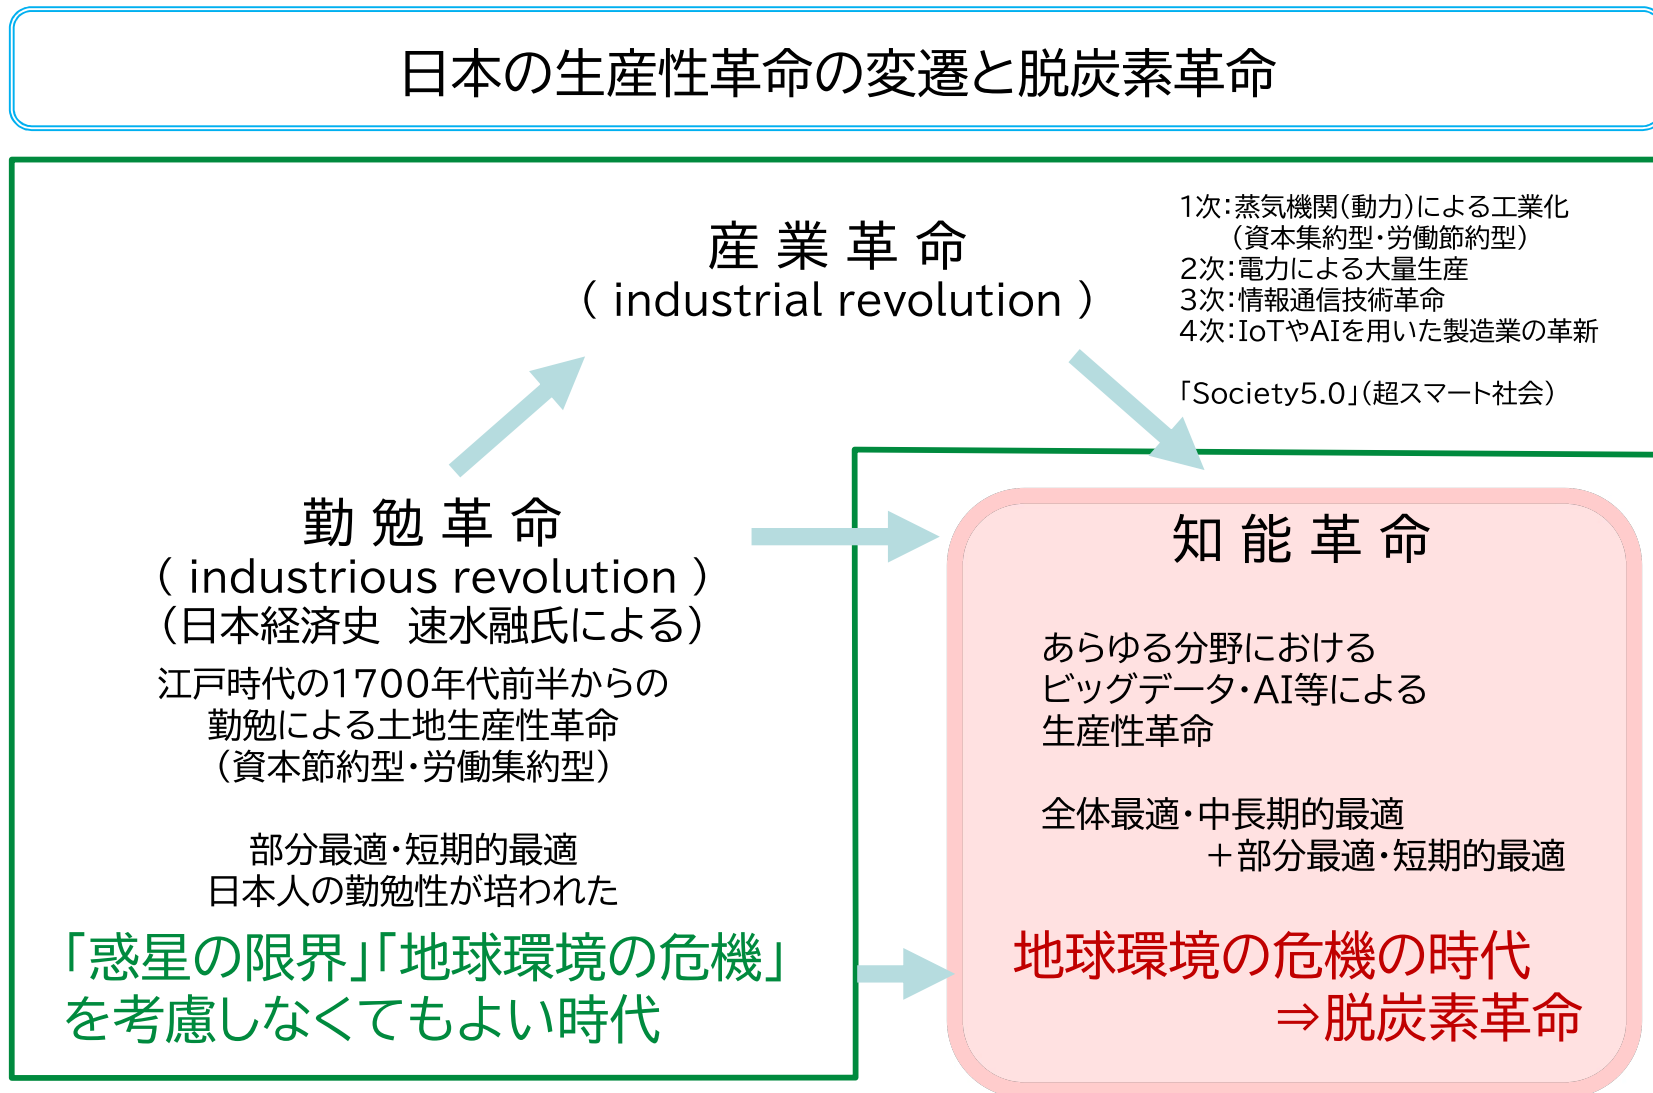 日本の生産性革命の変遷と脱炭素革命
産 業 革 命
（ industrial revolution ）
1次：蒸気機関（動力）による工業化
（資本集約型・労働節約型）
2次：電力による大量生産
3次：情報通信技術革命
4次：IoTやAIを用いた製造業の革新
「Society5.0」（超スマート社会）
勤 勉 革 命
（ industrious revolution ）
（日本経済史　速水融氏による）
江戸時代の1700年代前半からの
勤勉による土地生産性革命
（資本節約型・労働集約型）
部分最適・短期的最適
日本人の勤勉性が培われた
「惑星の限界」「地球環境の危機」
を考慮しなくてもよい時代
知 能 革 命
あらゆる分野における
ビッグデータ・AI等による
生産性革命
全体最適・中長期的最適
＋部分最適・短期的最適
地球環境の危機の時代
⇒脱炭素革命